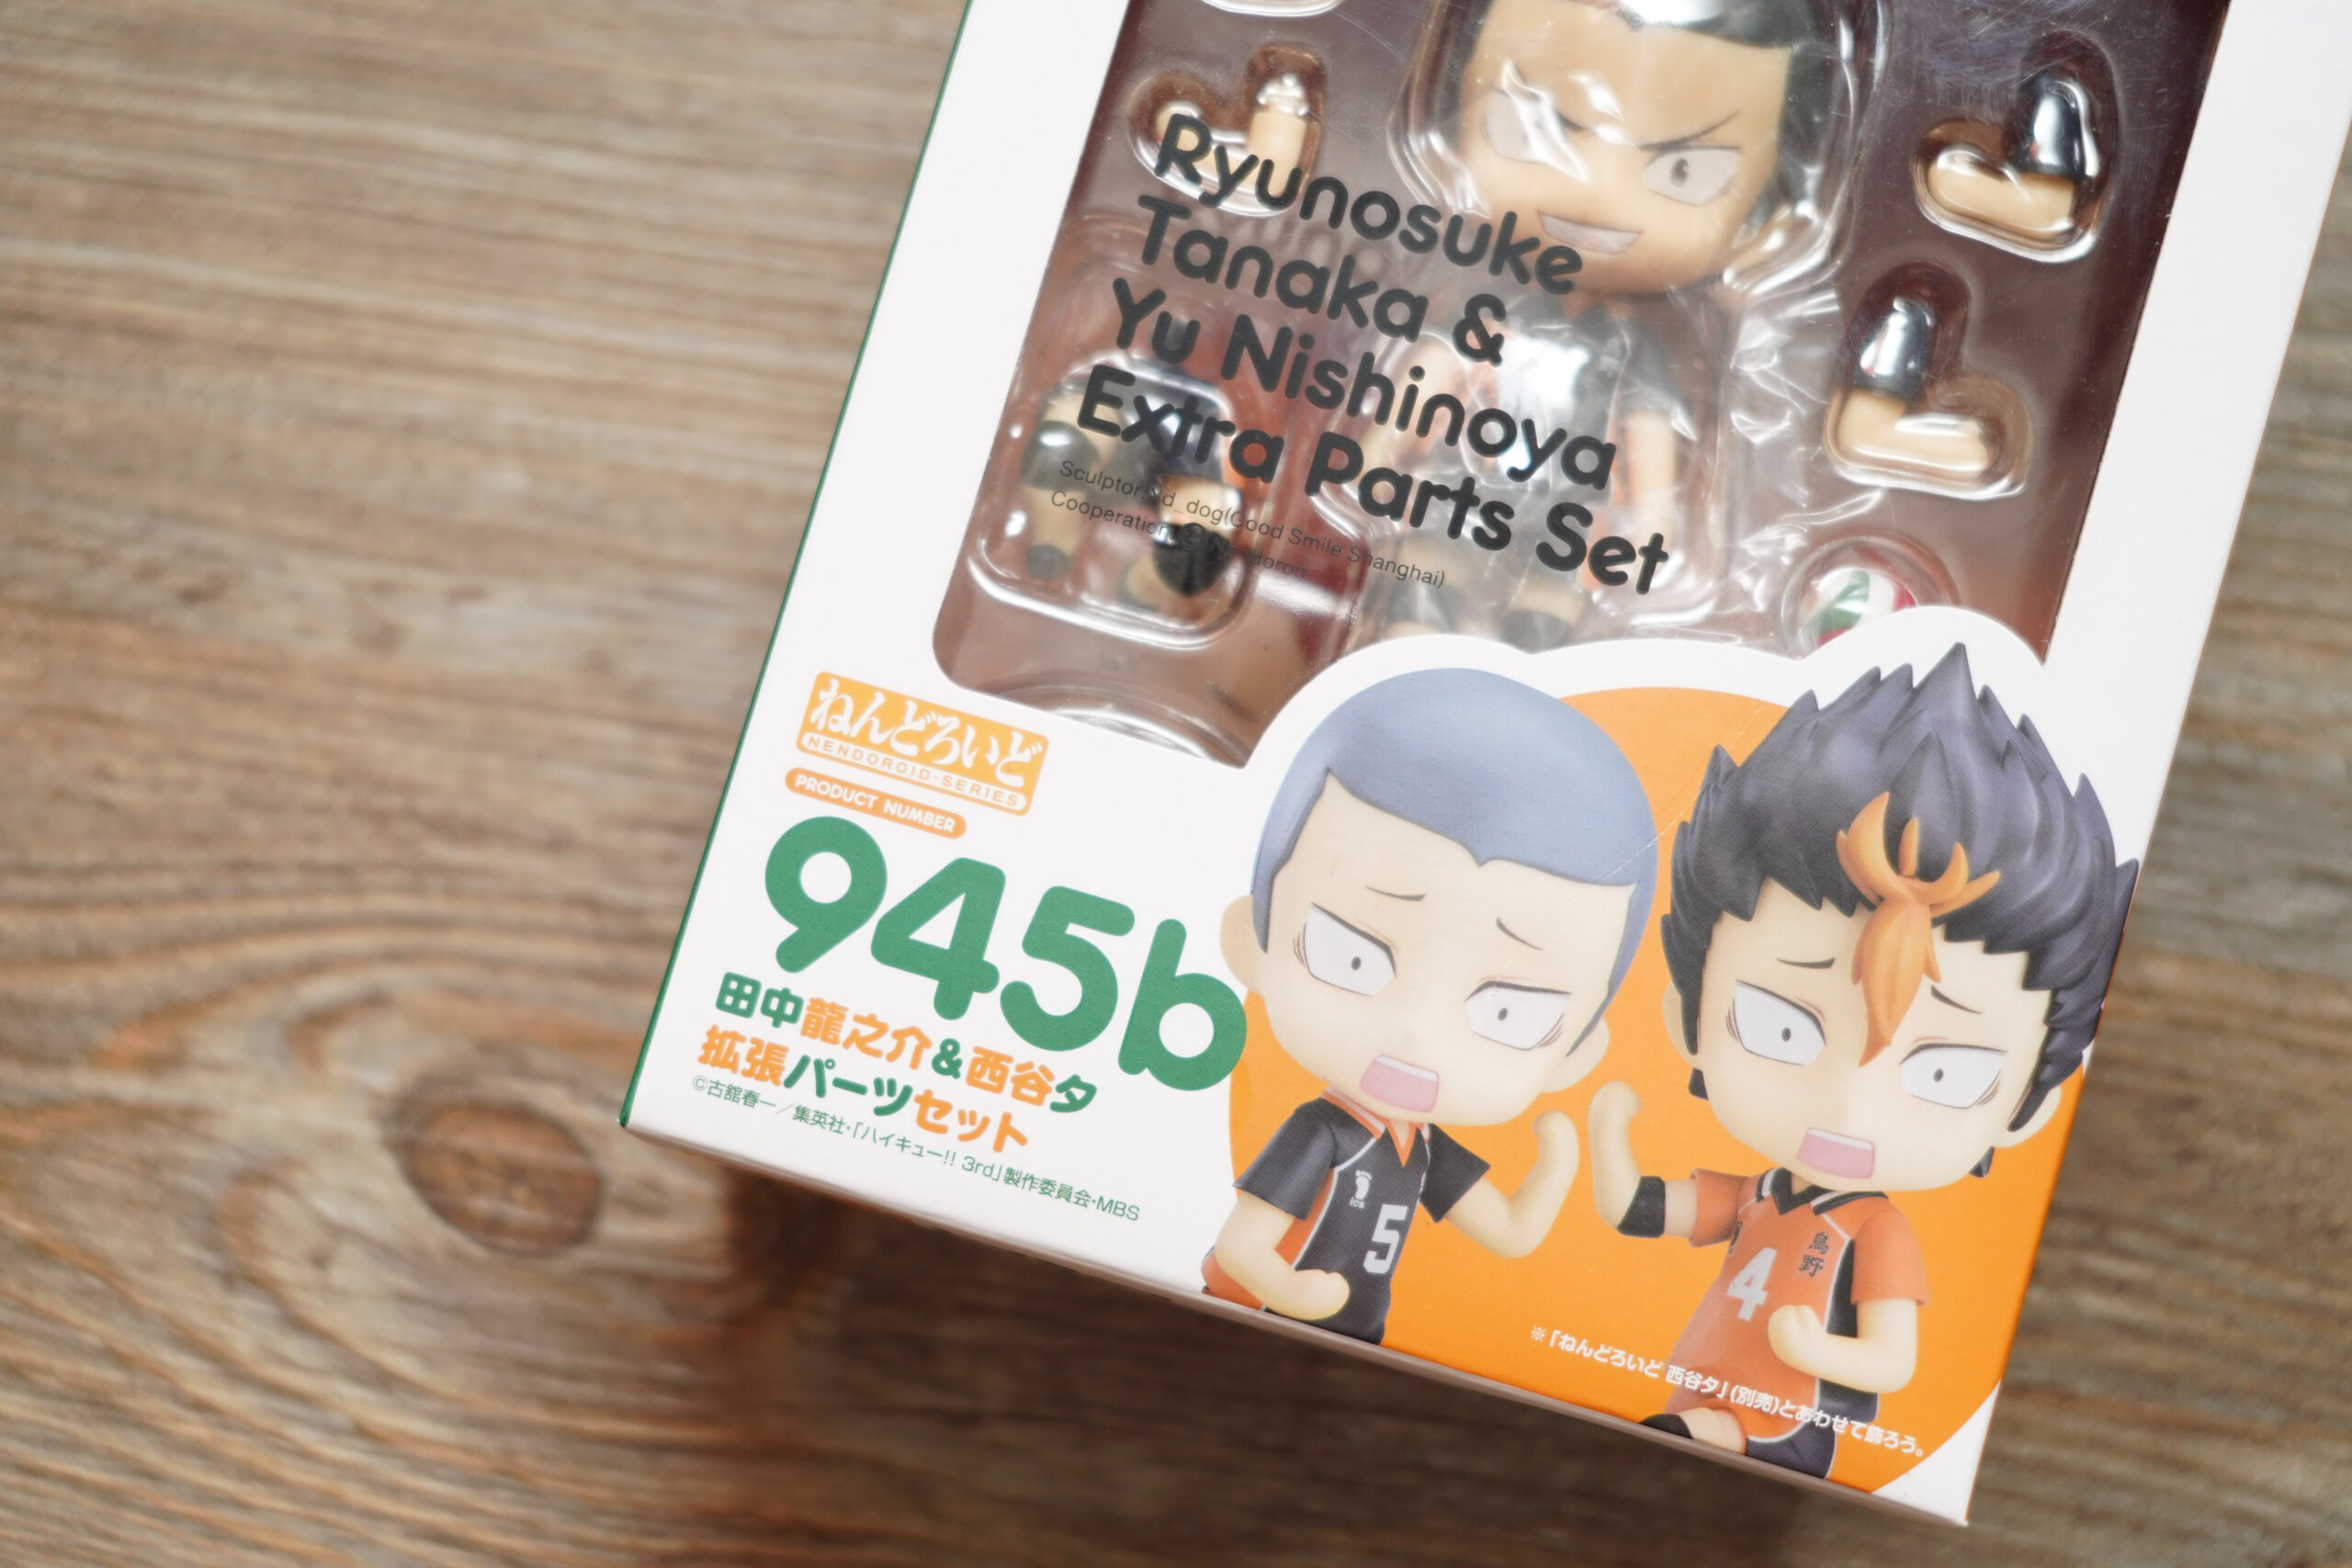 Ryunosuke
Tanaka &
Yu Nishinoya
Extra Parts Set
Sculptor: d_dog(Good Smile Shanghai)
ねんどろいど
NENDOROID-SERIES
PRODUCT NUMBER
945b
田中龍之介&西谷夕
拡張パーツセット
©古舘春一/集英社・「ハイキュー!! 3rd」製作委員会・MBS
5
4
烏野
※「ねんどろいど 西谷夕」(別売)とあわせて飾ろう。